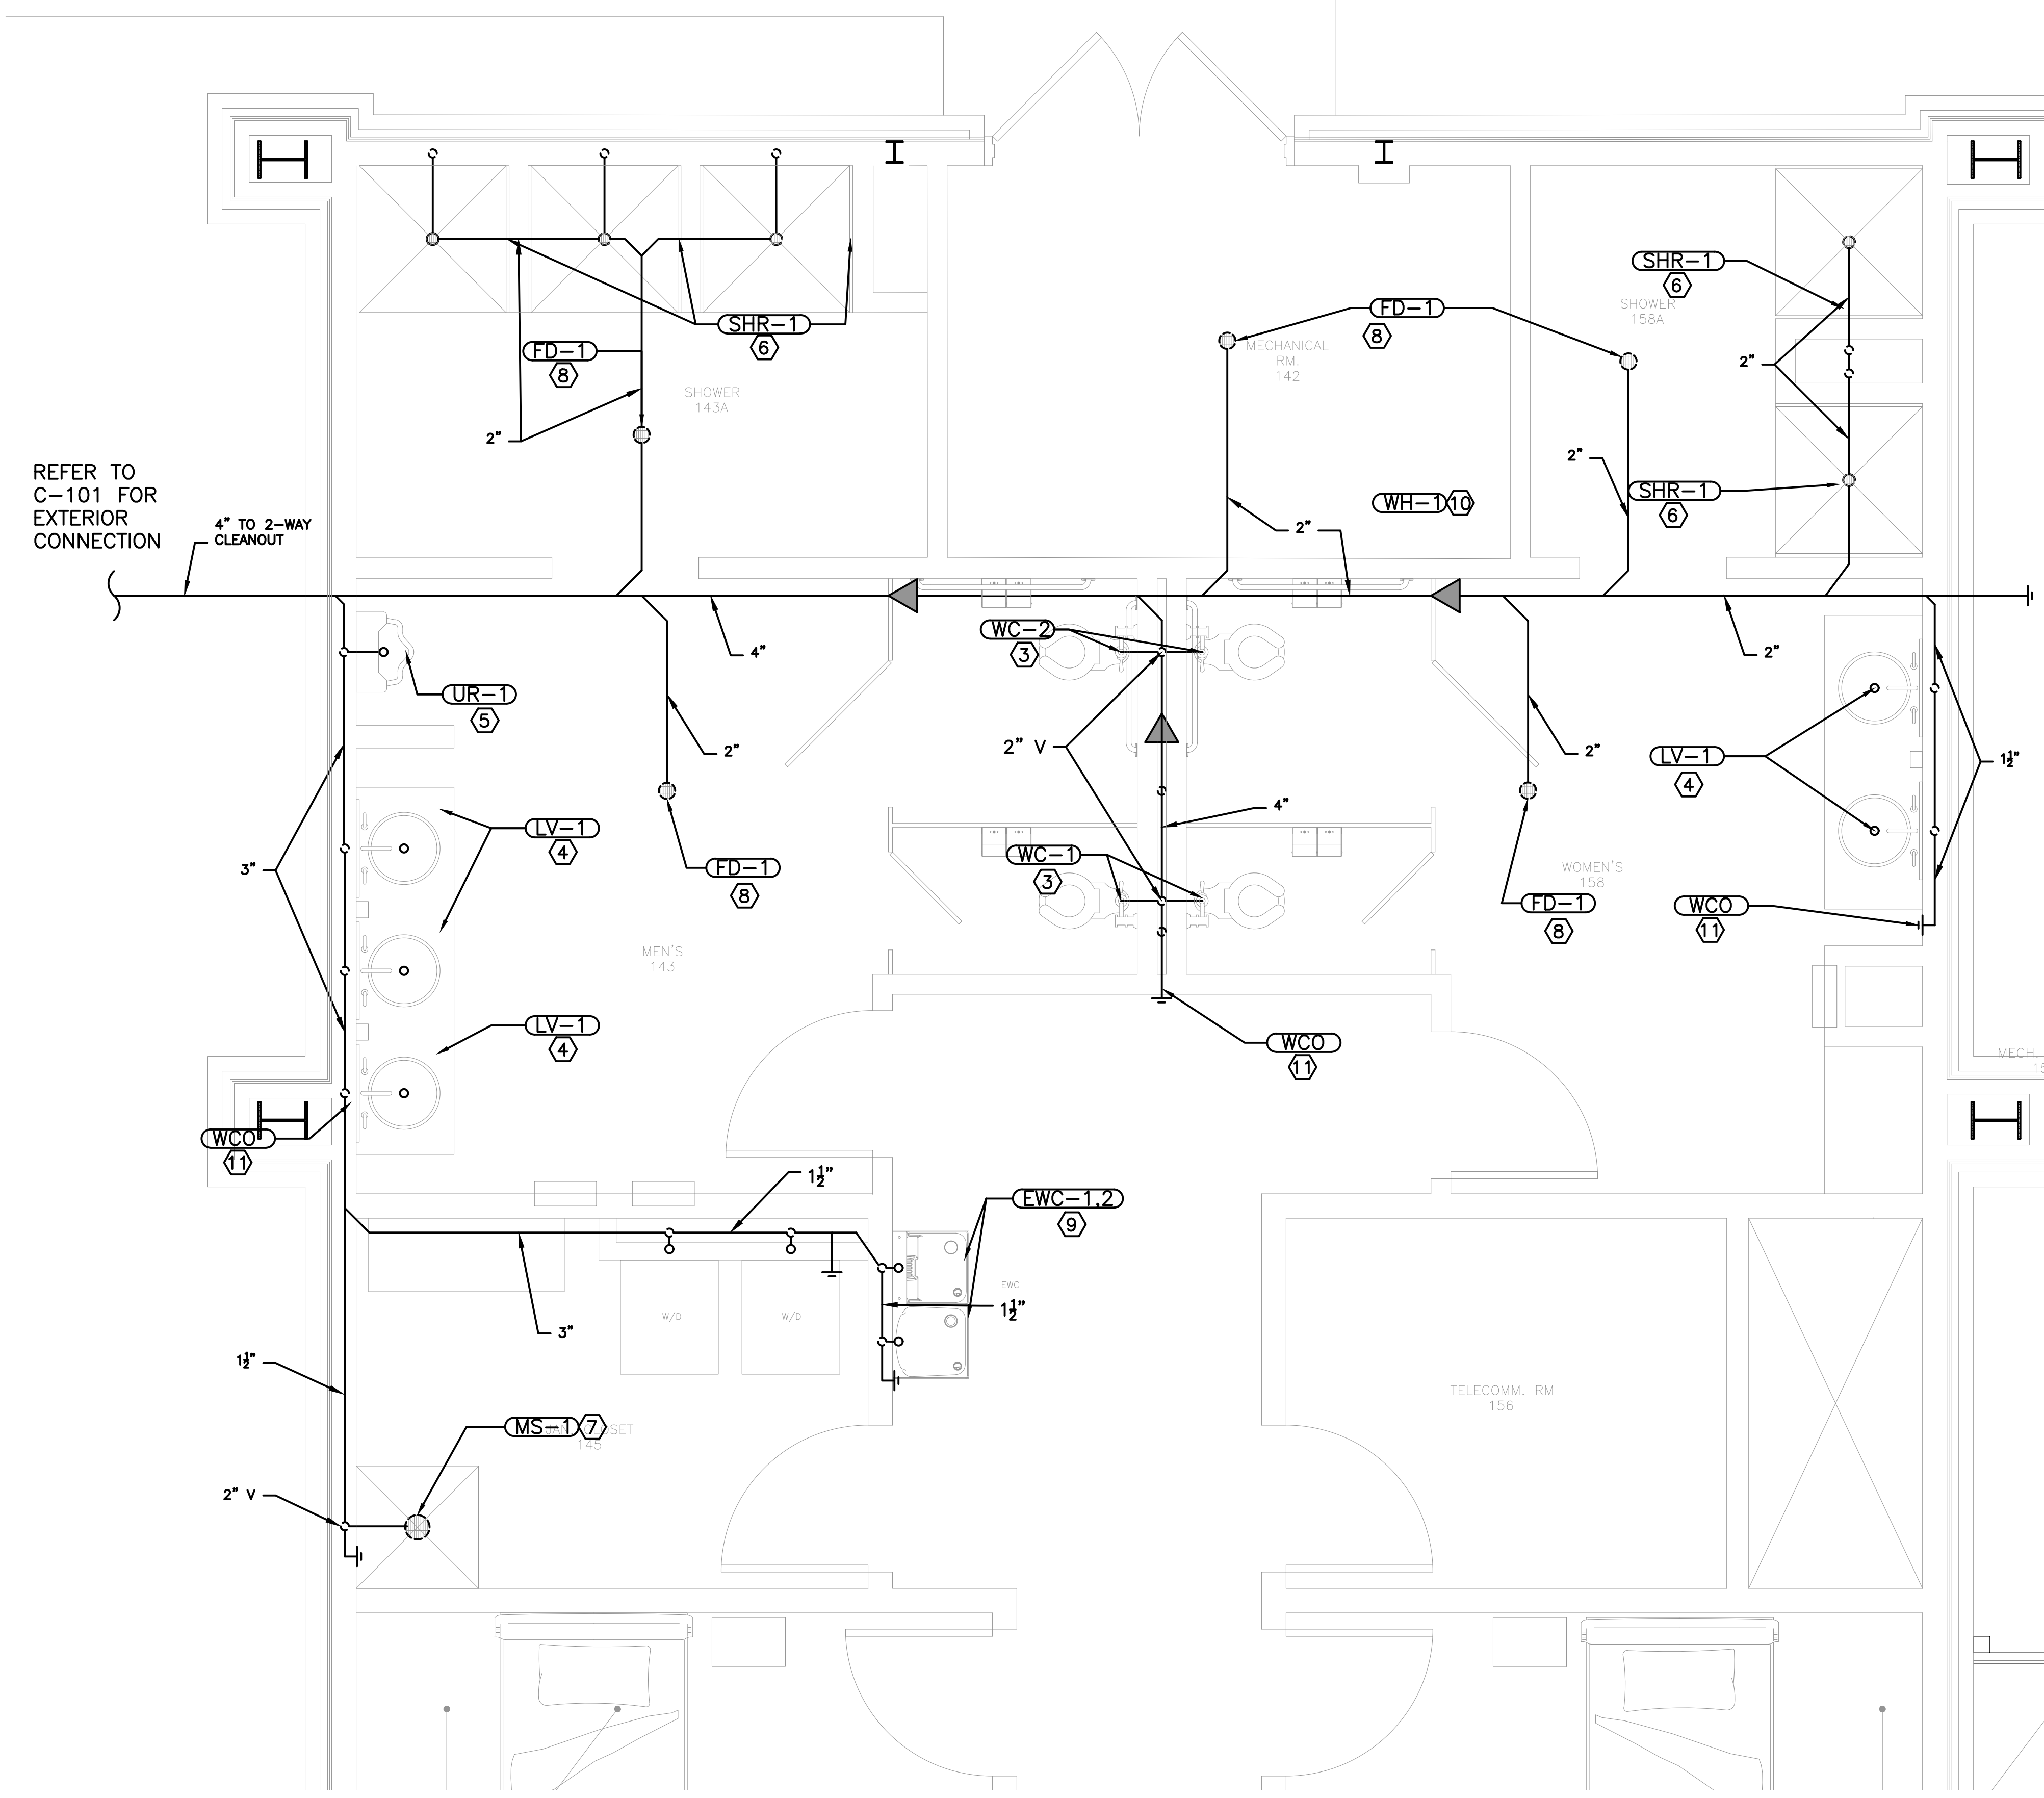 SHR-1
6
SHOWER
158A
FD-1
8
MECHANICAL
RM.
142
SHR-1
6
FD-1
8
2"
SHOWER
143A
2"
2"
REFER TO
C-101 FOR
EXTERIOR
CONNECTION
4" TO 2-WAY
CLEANOUT
SHR-1
6
WH-1
10
2"
WC-2
3
4"
2"
UR-1
5
2"
2" V
2"
LV-1
4
1½"
4"
LV-1
4
3"
FD-1
8
WC-1
3
WOMEN'S
158
FD-1
8
WCO
11
MEN'S
143
LV-1
4
WCO
11
MECH.
WCO
11
1½"
EWC-1,2
9
EWC
1½"
W/D
W/D
3"
1½"
TELECOMM. RM
156
MS-1
7
JAN. CLOSET
145
2" V